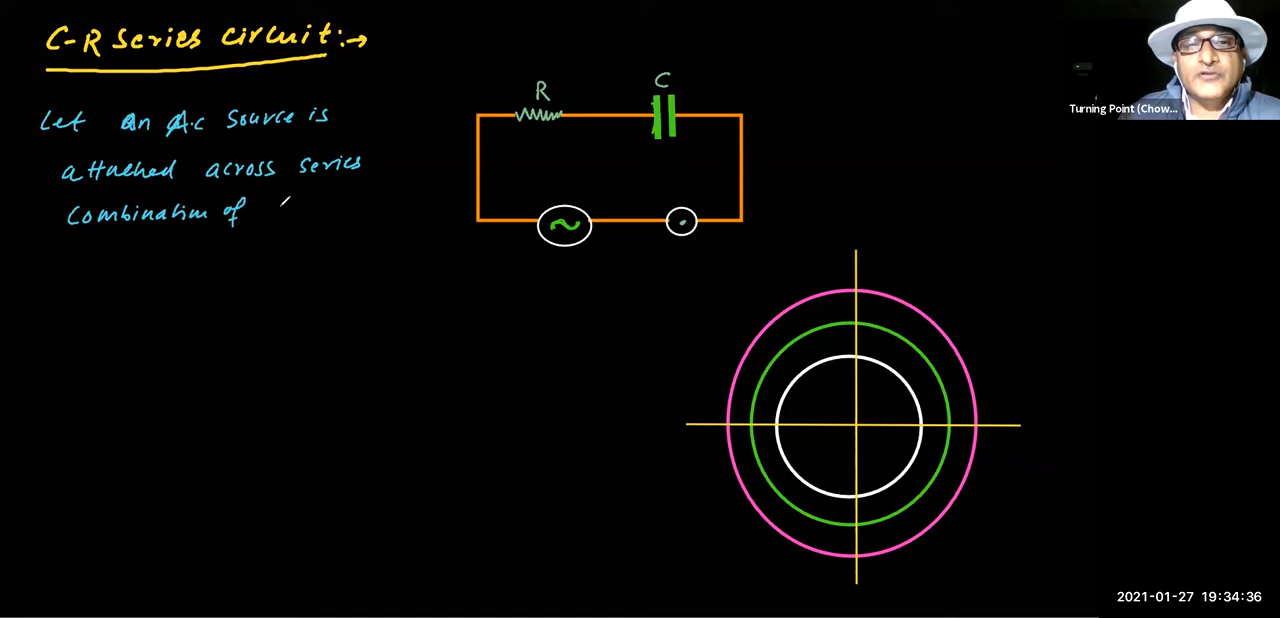 C-R Series Circuit:→
Let an A.c Source is
attached across series
Combination of
R
C
~
Turning Point (Chow...
2021-01-27 19:34:36